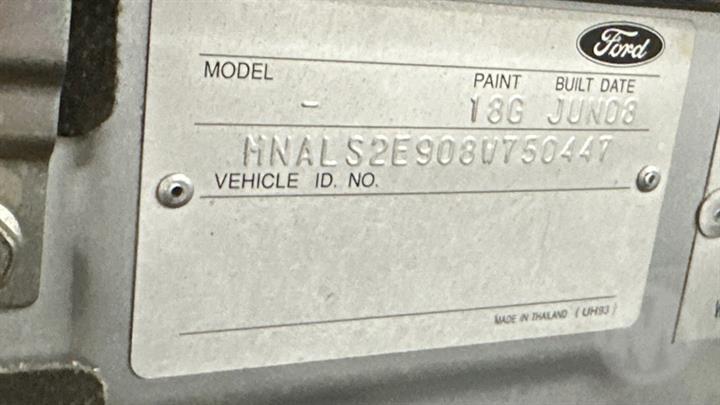 Ford
MODEL PAINT BUILT DATE
- 18G JUN08
MNALS2E908W750447
VEHICLE ID. NO.
MADE IN THAILAND (UH93)